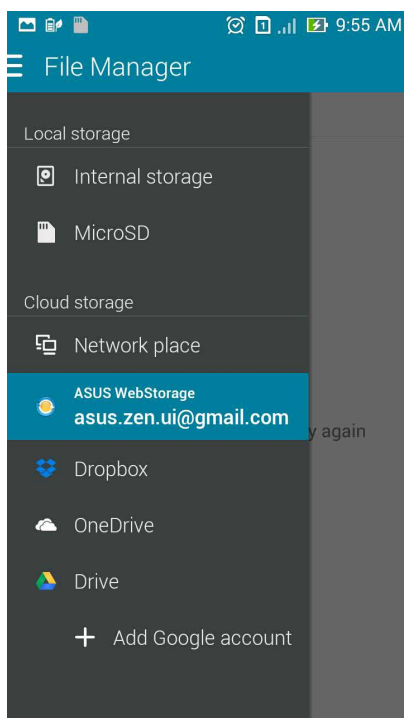 9:55 AM
File Manager
Local storage
Internal storage
MicroSD
Cloud storage
Network place
ASUS WebStorage
asus.zen.ui@gmail.com
y again
Dropbox
OneDrive
Drive
+ Add Google account